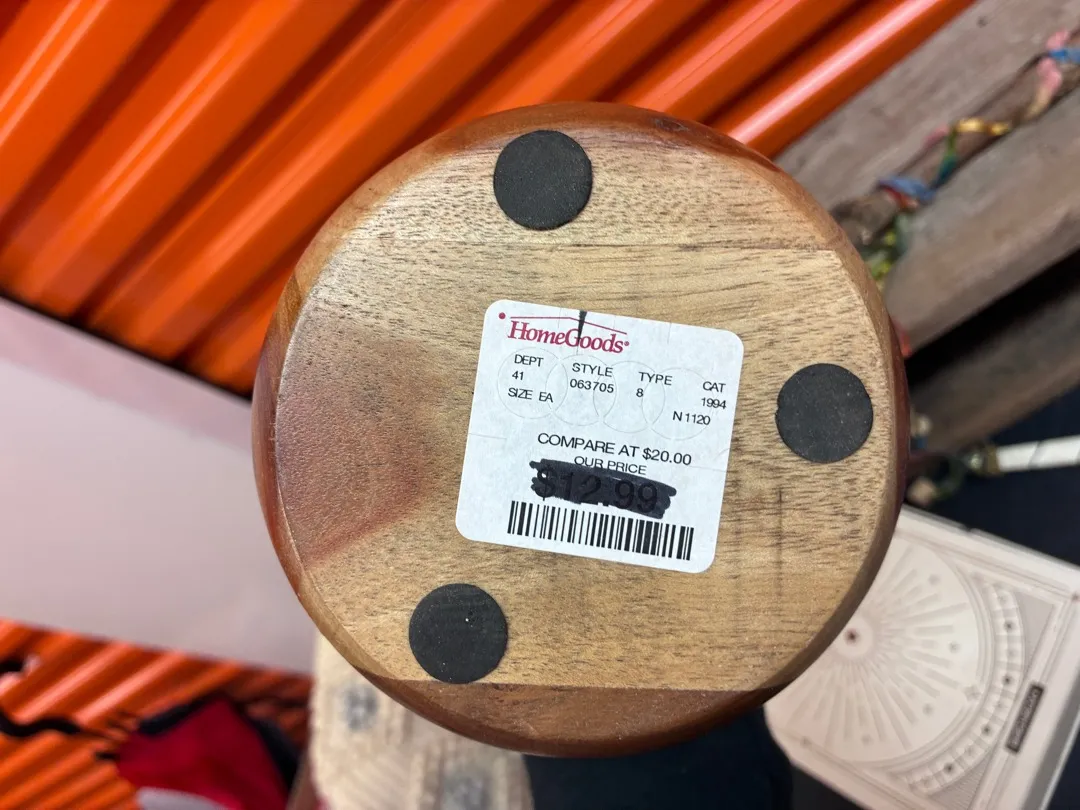 HomeGoods
DEPT STYLE TYPE CAT
41 063705 8 1994
SIZE EA N 1120
COMPARE AT $20.00
OUR PRICE
$12.99